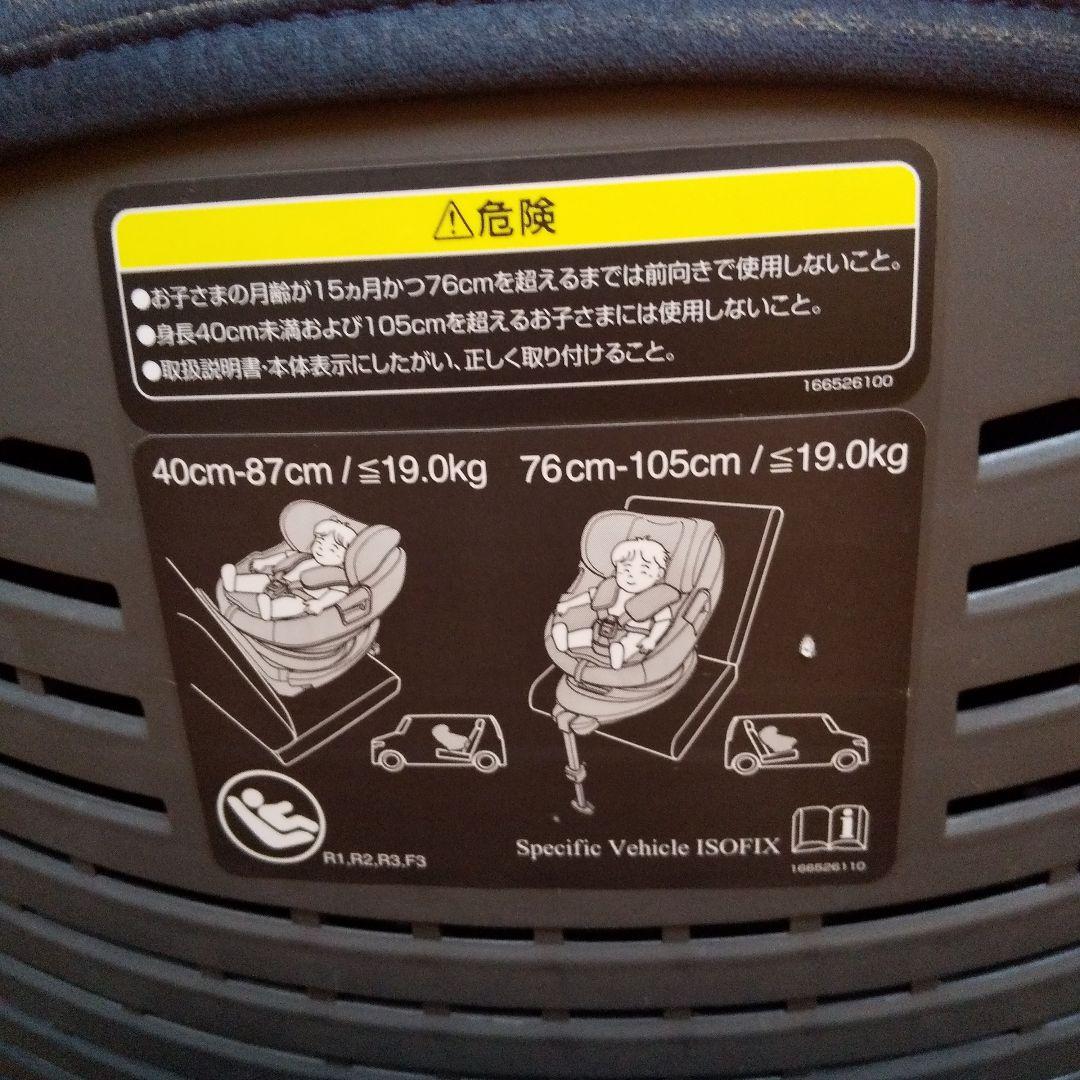 ⚠危険
●お子さまの月齢が15ヵ月かつ76cmを超えるまでは前向きで使用しないこと。
●身長40cm未満および105cmを超えるお子さまには使用しないこと。
●取扱説明書・本体表示にしたがい、正しく取り付けること。
166526100
40cm-87cm /≦19.0kg
76cm-105cm /≦19.0kg
R1,R2,R3,F3
Specific Vehicle ISOFIX
i
166526110